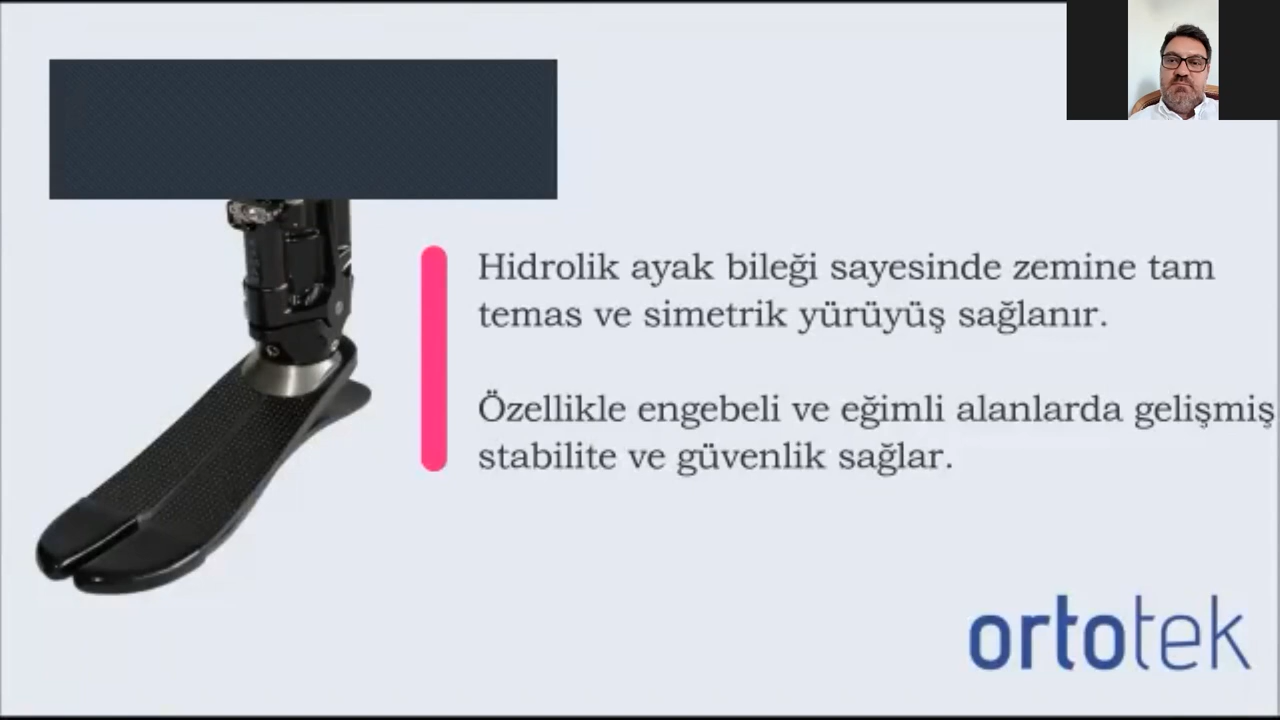 Hidrolik ayak bileği sayesinde zemine tam
temas ve simetrik yürüyüş sağlanır.
Özellikle engebeli ve eğimli alanlarda gelişmiş
stabilite ve güvenlik sağlar.
ortotek